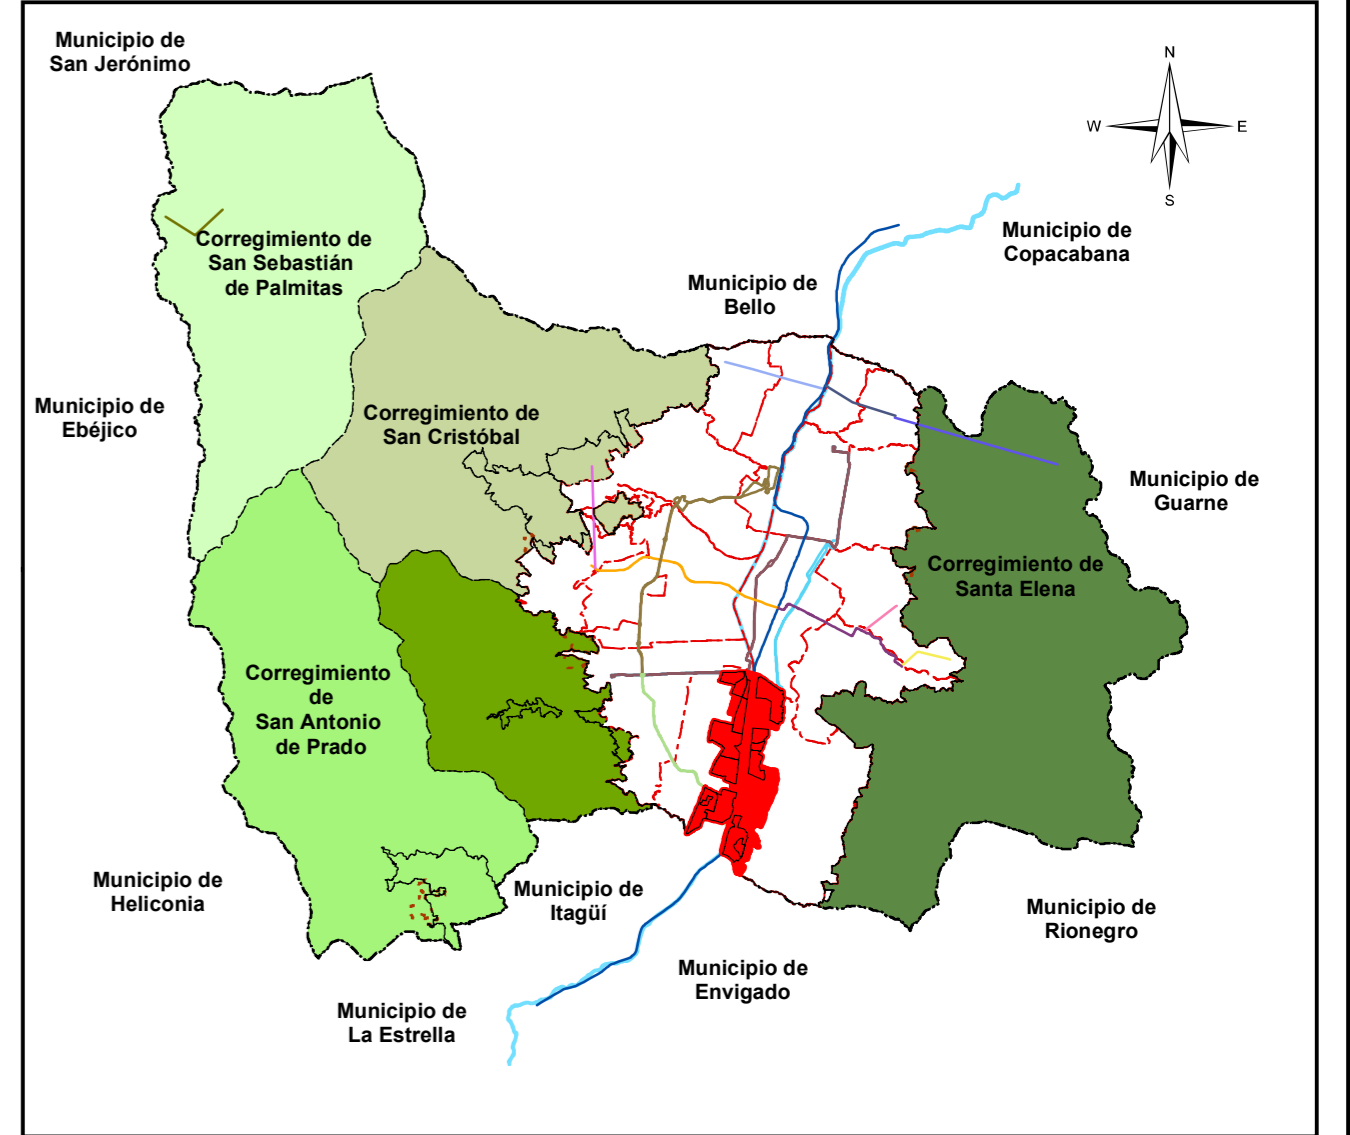 Municipio de
San Jerónimo
N
W
E
S
Municipio de
Copacabana
Corregimiento de
San Sebastián
de Palmitas
Municipio de
Bello
Municipio de
Ebéjico
Corregimiento de
San Cristóbal
Municipio de
Guarne
Corregimiento de
Santa Elena
Corregimiento
de
San Antonio
de Prado
Municipio de
Heliconia
Municipio de
Itagüí
Municipio de
Rionegro
Municipio de
Envigado
Municipio de
La Estrella